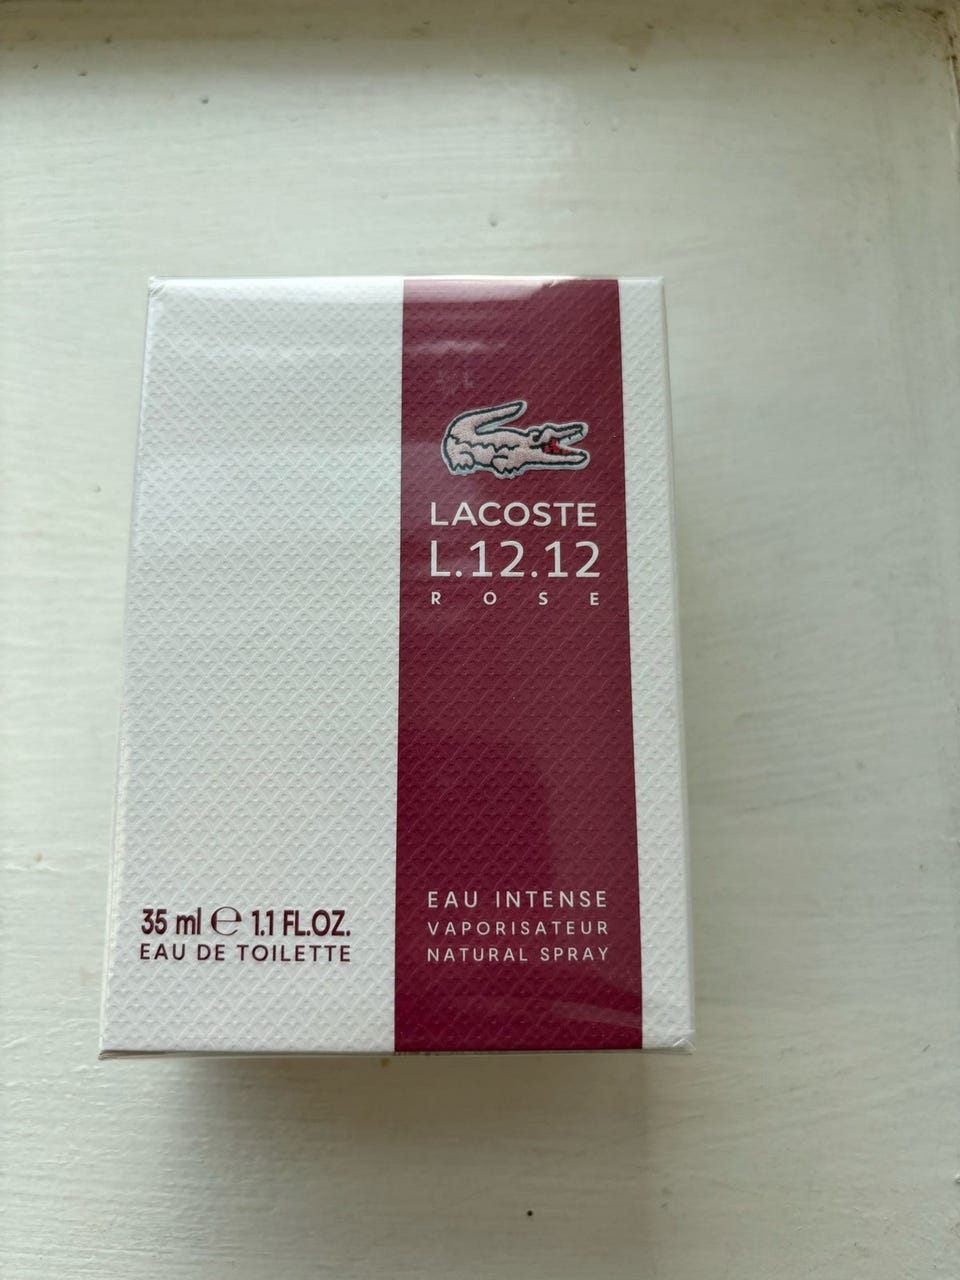 LACOSTE
L.12.12
ROSE
EAU INTENSE
VAPORISATEUR
NATURAL SPRAY
35 ml ℮ 1.1 FL.OZ.
EAU DE TOILETTE